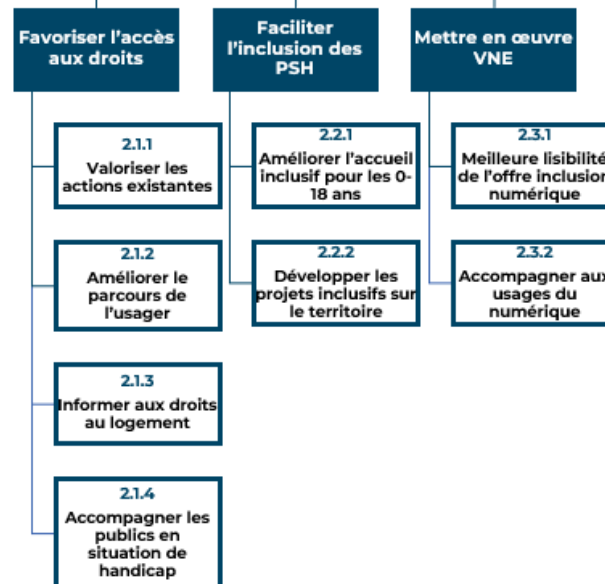 Favoriser l'accès
aux droits
2.1.1
Valoriser les
actions existantes
2.1.2
Améliorer le
parcours de
l'usager
2.1.3
Informer aux droits
au logement
2.1.4
Accompagner les
publics en
situation de
handicap
Faciliter
l'inclusion des
PSH
2.2.1
Améliorer l'accueil
inclusif pour les 0-
18 ans
2.2.2
Développer les
projets inclusifs sur
le territoire
Mettre en œuvre
VNE
2.3.1
Meilleure lisibilité
de l'offre inclusion
numérique
2.3.2
Accompagner aux
usages du
numérique